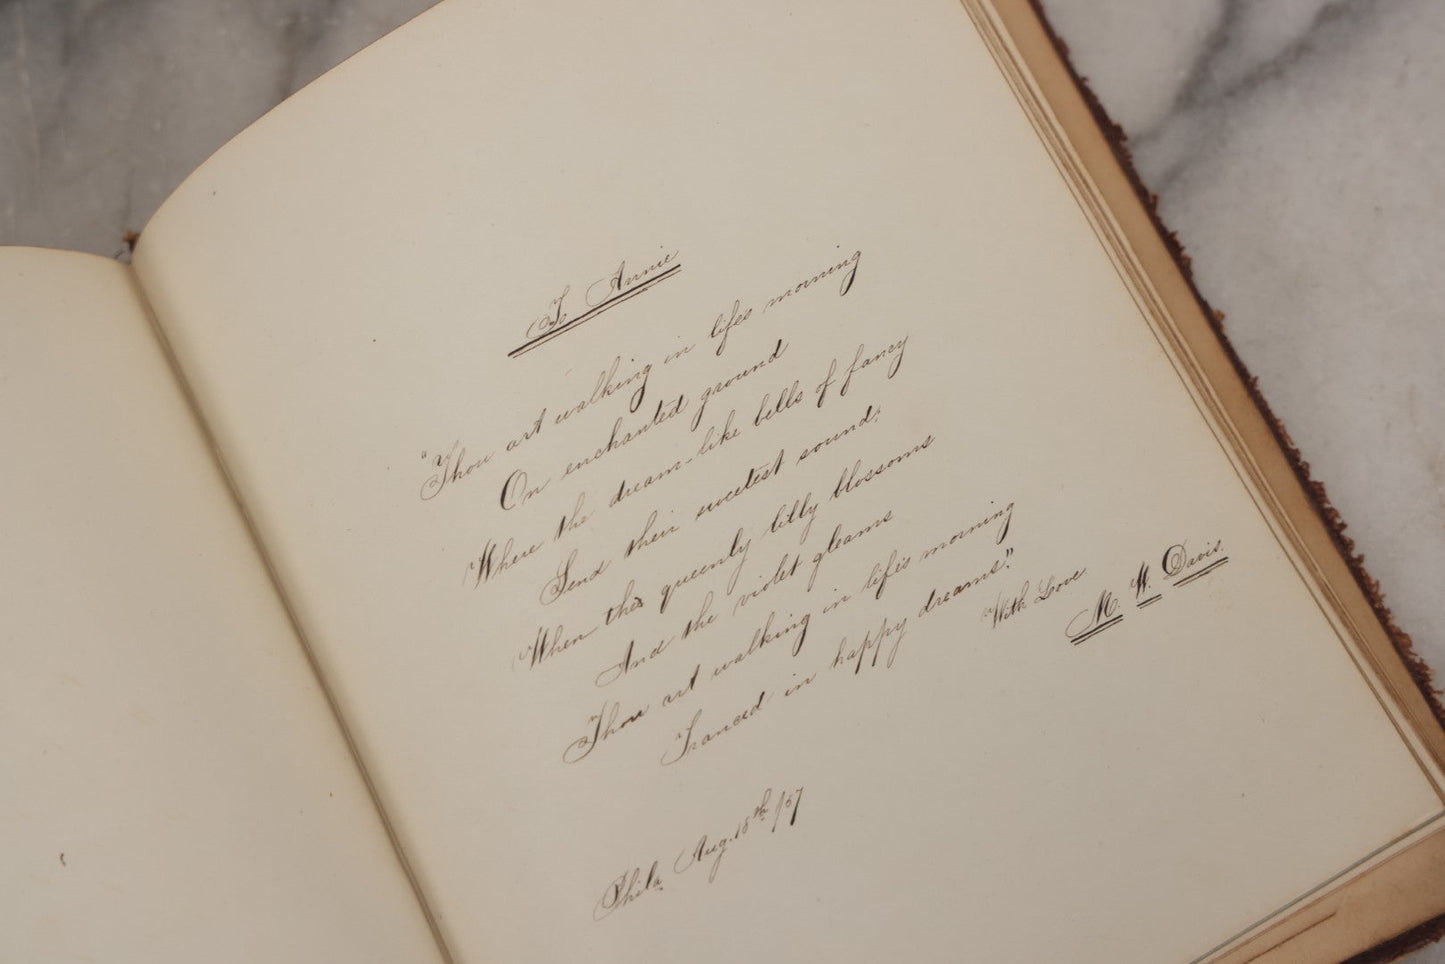 To Annie
"Thou art walking in lifes morning
On enchanted ground
Where the dream-like bells of fancy
Send their sweetest sound;
When the queenly lilly blossoms
And the violet gleams
Thou art walking in life's morning
Tranced in happy dreams."
With Love
M. W. Davis.
Phila. Aug. 18th /57